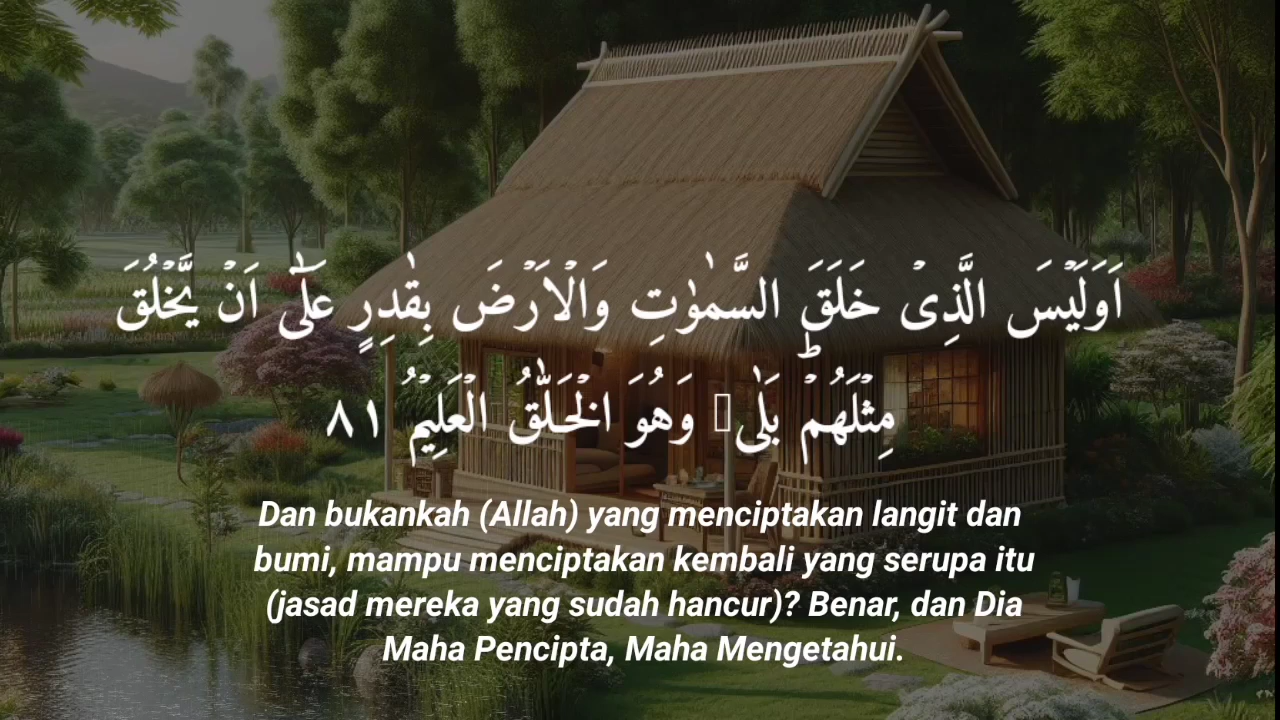 اَوَلَيْسَ الَّذِيْ خَلَقَ السَّمٰوٰتِ وَالْاَرْضَ بِقٰدِرٍ عَلٰٓى اَنْ يَّخْلُقَ
مِثْلَهُمْ ۗ بَلٰى وَهُوَ الْخَلّٰقُ الْعَلِيْمُ ٨١
Dan bukankah (Allah) yang menciptakan langit dan
bumi, mampu menciptakan kembali yang serupa itu
(jasad mereka yang sudah hancur)? Benar, dan Dia
Maha Pencipta, Maha Mengetahui.